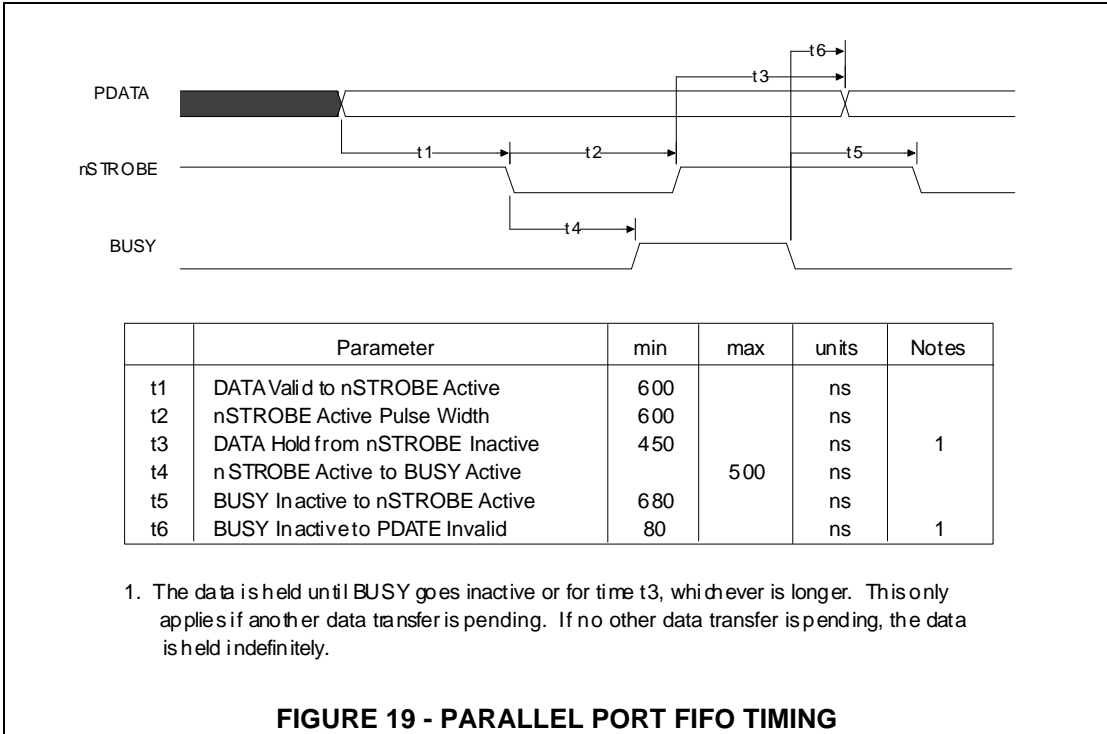 t6
t3
PDATA
t1 t2 t5
nSTROBE
t4
BUSY
Parameter min max units Notes
t1 DATA Valid to nSTROBE Active 600 ns
t2 nSTROBE Active Pulse Width 600 ns
t3 DATA Hold from nSTROBE Inactive 450 ns 1
t4 nSTROBE Active to BUSY Active 500 ns
t5 BUSY Inactive to nSTROBE Active 680 ns
t6 BUSY Inactive to PDATE Invalid 80 ns 1
1. The data is held until BUSY goes inactive or for time t3, whichever is longer. This only
applies if another data transfer is pending. If no other data transfer is pending, the data
is held indefinitely.
FIGURE 19 - PARALLEL PORT FIFO TIMING